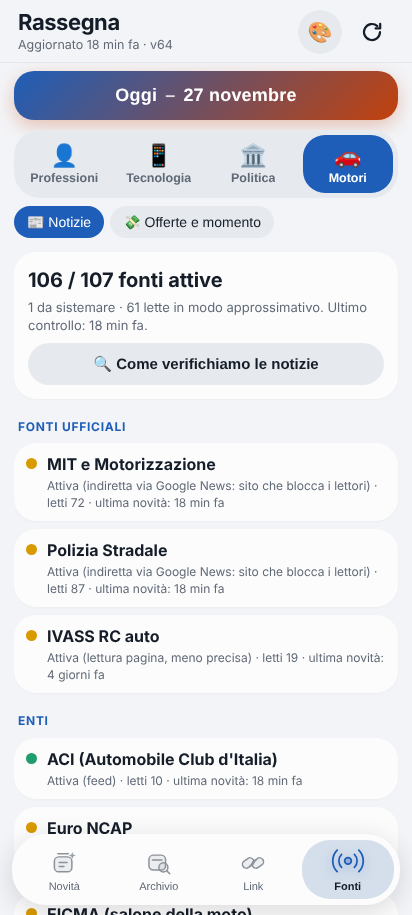 Rassegna
Aggiornato 18 min fa · v64
Oggi – 27 novembre
Professioni
Tecnologia
Politica
Motori
Notizie
Offerte e momento
106 / 107 fonti attive
1 da sistemare · 61 lette in modo approssimativo. Ultimo
controllo: 18 min fa.
Come verifichiamo le notizie
FONTI UFFICIALI
MIT e Motorizzazione
Attiva (indiretta via Google News: sito che blocca i lettori) ·
letti 72 · ultima novità: 18 min fa
Polizia Stradale
Attiva (indiretta via Google News: sito che blocca i lettori) ·
letti 87 · ultima novità: 18 min fa
IVASS RC auto
Attiva (lettura pagina, meno precisa) · letti 19 · ultima novità:
4 giorni fa
ENTI
ACI (Automobile Club d'Italia)
Attiva (feed) · letti 10 · ultima novità: 18 min fa
Euro NCAP
Novità
Archivio
Link
Fonti
EICMA (salone della moto)